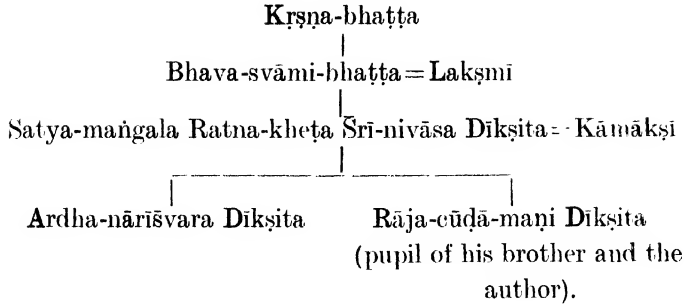 Kṛṣṇa-bhaṭṭa
Bhava-svāmi-bhaṭṭa=Lakṣmī
Satya-maṅgala Ratna-kheṭa Śrī-nivāsa Dīkṣita=Kāmākṣī
Ardha-nārīśvara Dīkṣita Rāja-cūḍā-maṇi Dīkṣita
(pupil of his brother and the
author).